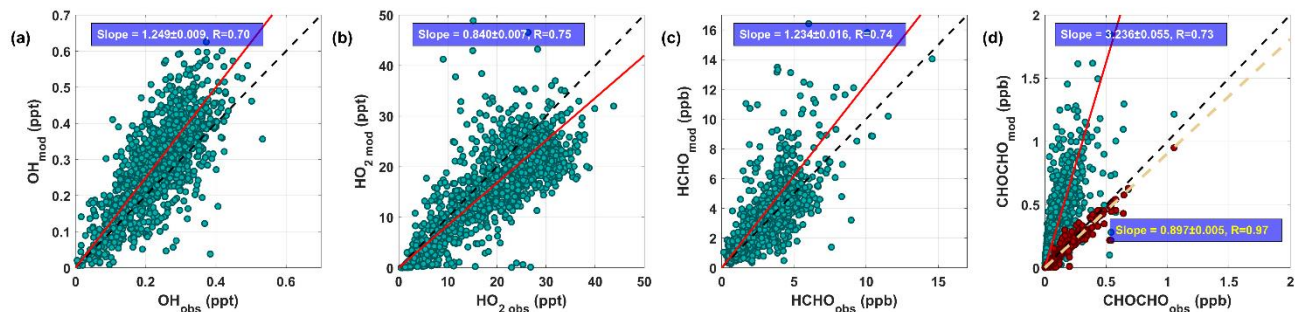 (a)
Slope = 1.249±0.009, R=0.70
0.7
0.6
0.5
0.4
0.3
0.2
0.1
0
OHmod (ppt)
0 0.2 0.4 0.6
OHobs (ppt)
(b)
Slope = 0.840±0.007, R=0.75
50
40
30
20
10
0
HO2 mod (ppt)
0 10 20 30 40 50
HO2 obs (ppt)
(c)
Slope = 1.234±0.016, R=0.74
16
14
12
10
8
6
4
2
0
HCHOmod (ppb)
0 5 10 15
HCHOobs (ppb)
(d)
Slope = 3.236±0.055, R=0.73
2
1.5
1
0.5
0
CHOCHOmod (ppb)
Slope = 0.897±0.005, R=0.97
0 0.5 1 1.5 2
CHOCHOobs (ppb)